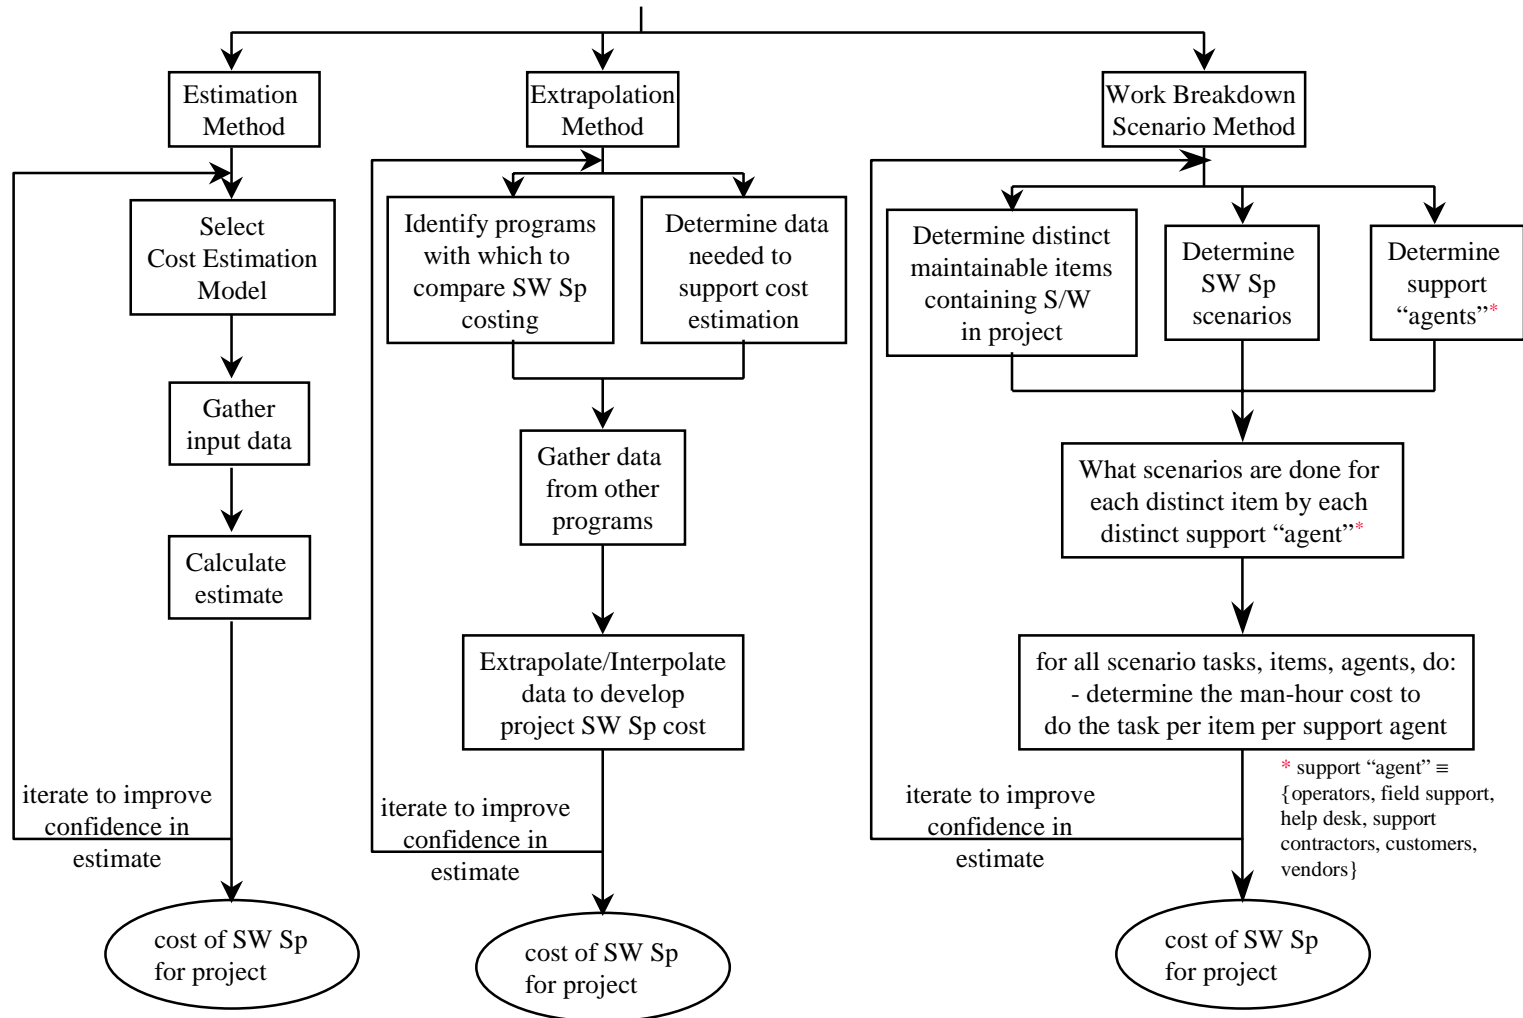 Estimation
Method
Extrapolation
Method
Work Breakdown
Scenario Method
Select
Cost Estimation
Model
Gather
input data
Calculate
estimate
iterate to improve
confidence in
estimate
cost of SW Sp
for project
Identify programs
with which to
compare SW Sp
costing
Determine data
needed to
support cost
estimation
Gather data
from other
programs
Extrapolate/Interpolate
data to develop
project SW Sp cost
iterate to improve
confidence in
estimate
cost of SW Sp
for project
Determine distinct
maintainable items
containing S/W
in project
Determine
SW Sp
scenarios
Determine
support
“agents”*
What scenarios are done for
each distinct item by each
distinct support “agent”*
for all scenario tasks, items, agents, do:
- determine the man-hour cost to
do the task per item per support agent
* support “agent” ≡
{operators, field support,
help desk, support
contractors, customers,
vendors}
iterate to improve
confidence in
estimate
cost of SW Sp
for project